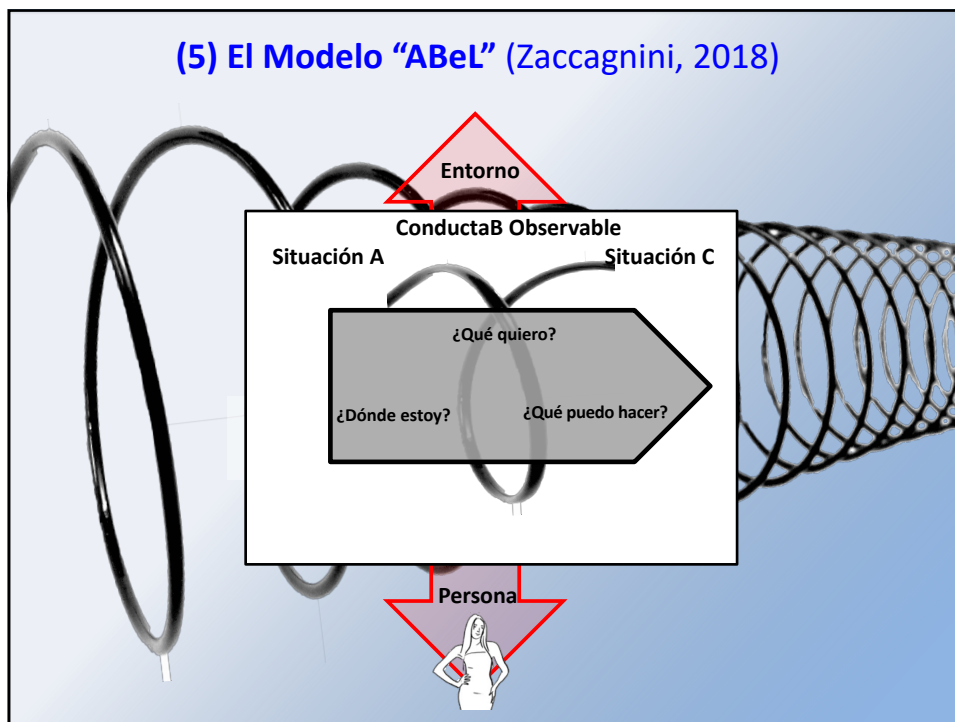 (5) El Modelo “ABeL” (Zaccagnini, 2018)
Entorno
ConductaB Observable
Situación A
Situación C
¿Qué quiero?
¿Dónde estoy?
¿Qué puedo hacer?
Persona